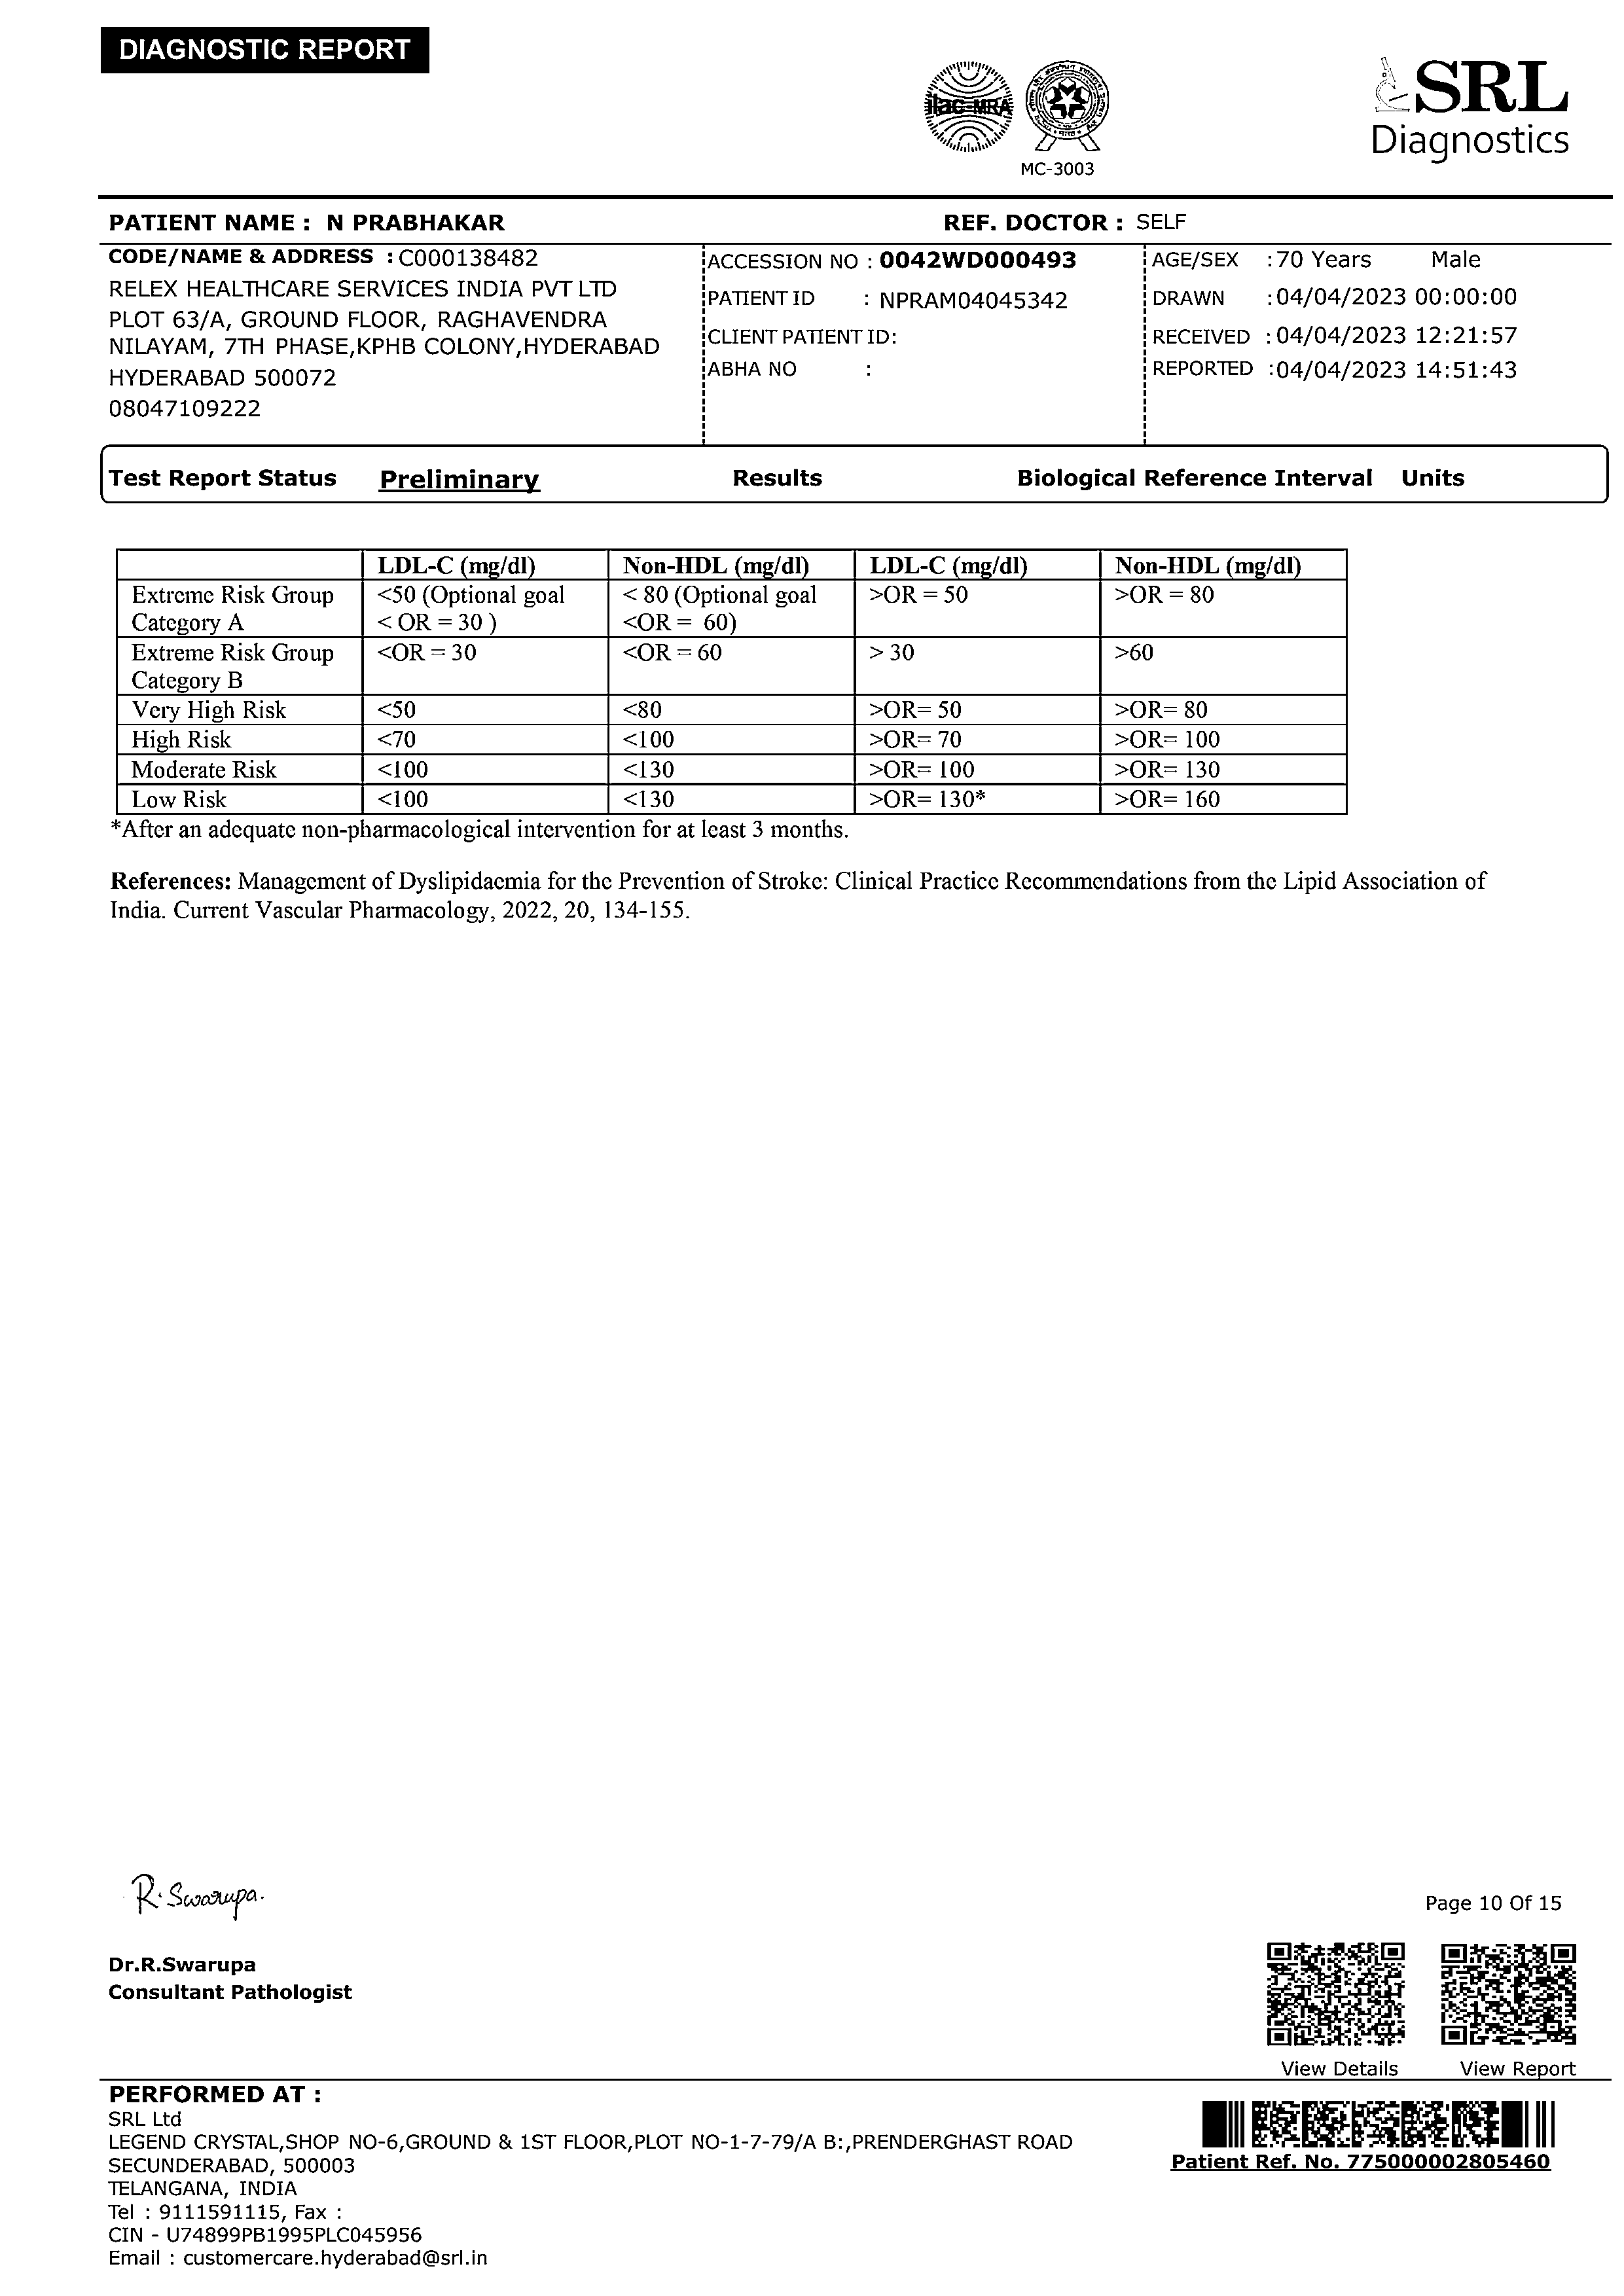 DIAGNOSTIC REPORT
ilac-MRA
MC-3003
SRL
Diagnostics
PATIENT NAME : N PRABHAKAR REF. DOCTOR : SELF
CODE/NAME & ADDRESS : C000138482
RELEX HEALTHCARE SERVICES INDIA PVT LTD
PLOT 63/A, GROUND FLOOR, RAGHAVENDRA
NILAYAM, 7TH PHASE,KPHB COLONY,HYDERABAD
HYDERABAD 500072
08047109222
ACCESSION NO : 0042WD000493
PATIENT ID : NPRAM04045342
CLIENT PATIENT ID:
ABHA NO :
AGE/SEX : 70 Years Male
DRAWN : 04/04/2023 00:00:00
RECEIVED : 04/04/2023 12:21:57
REPORTED : 04/04/2023 14:51:43
Test Report Status Preliminary Results Biological Reference Interval Units
LDL-C (mg/dl) Non-HDL (mg/dl) LDL-C (mg/dl) Non-HDL (mg/dl)
Extreme Risk Group <50 (Optional goal < 80 (Optional goal >OR = 50 >OR = 80
Category A < OR = 30 ) <OR = 60)
Extreme Risk Group <OR = 30 <OR = 60 > 30 >60
Category B
Very High Risk <50 <80 >OR= 50 >OR= 80
High Risk <70 <100 >OR= 70 >OR= 100
Moderate Risk <100 <130 >OR= 100 >OR= 130
Low Risk <100 <130 >OR= 130* >OR= 160
*After an adequate non-pharmacological intervention for at least 3 months.
References: Management of Dyslipidaemia for the Prevention of Stroke: Clinical Practice Recommendations from the Lipid Association of
India. Current Vascular Pharmacology, 2022, 20, 134-155.
R. Swarupa.
Page 10 Of 15
Dr.R.Swarupa
Consultant Pathologist
View Details View Report
PERFORMED AT :
SRL Ltd
LEGEND CRYSTAL,SHOP NO-6,GROUND & 1ST FLOOR,PLOT NO-1-7-79/A B:,PRENDERGHAST ROAD
SECUNDERABAD, 500003
TELANGANA, INDIA
Tel : 9111591115, Fax :
CIN - U74899PB1995PLC045956
Email : customercare.hyderabad@srl.in
Patient Ref. No. 775000002805460